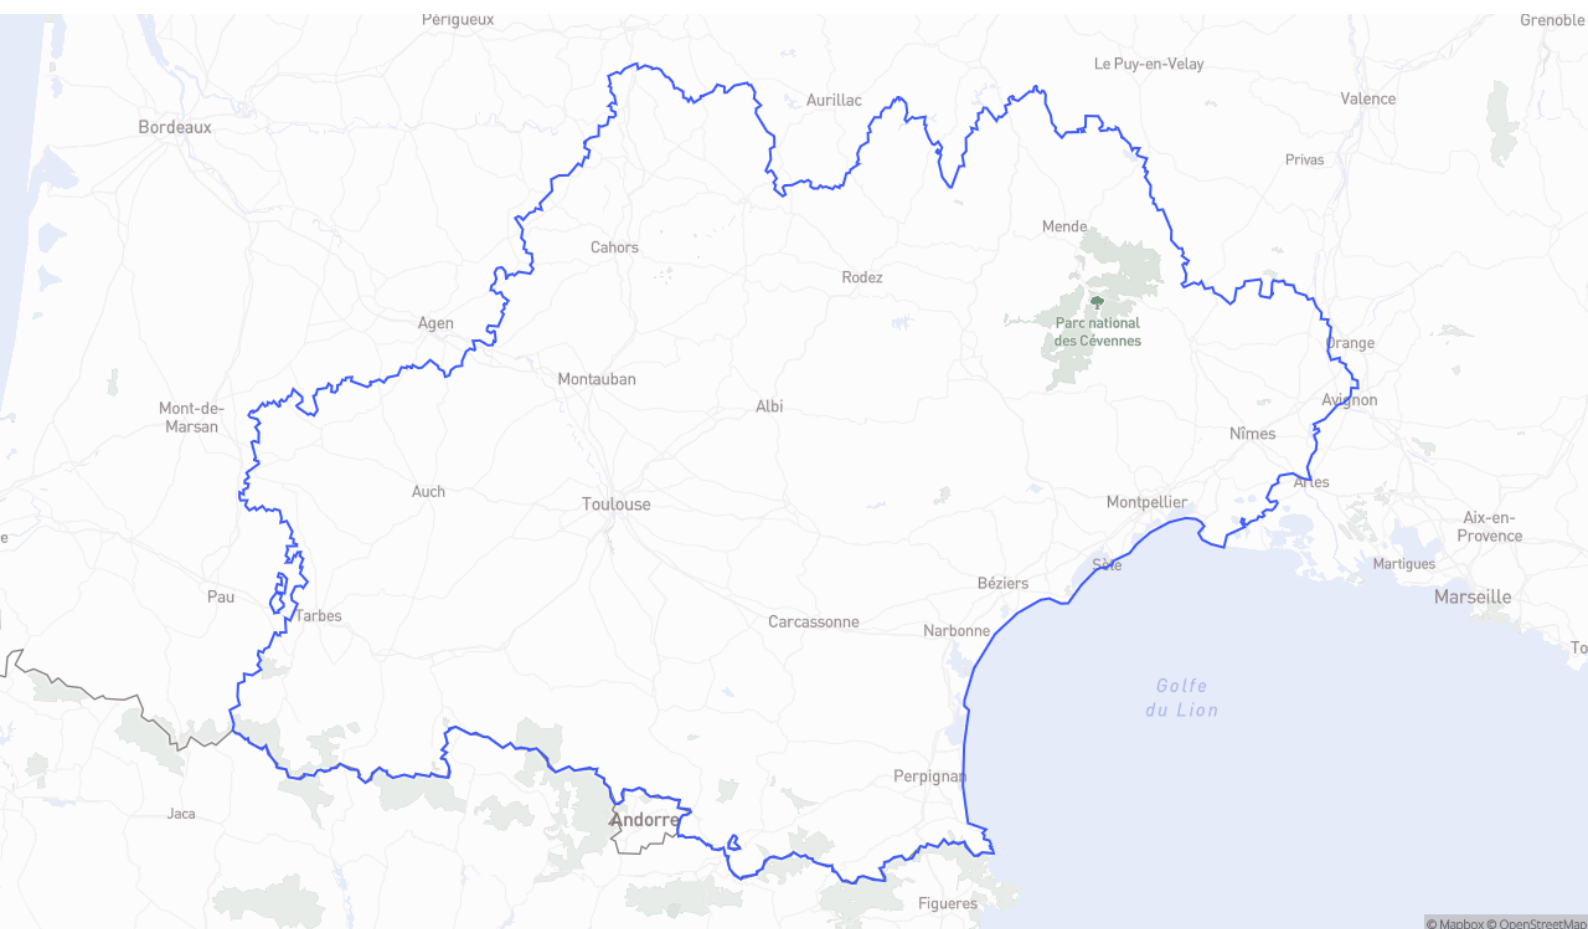 Périgueux
Grenoble
Le Puy-en-Velay
Aurillac
Valence
Bordeaux
Privas
Mende
Cahors
Rodez
Agen
Parc national
des Cévennes
Orange
Montauban
Avignon
Mont-de-
Marsan
Albi
Nîmes
Auch
Arles
Toulouse
Montpellier
Aix-en-
Provence
e
Sète
Martigues
Béziers
Pau
Marseille
Tarbes
Carcassonne
Narbonne
To
Golfe
du Lion
Perpignan
Jaca
Andorre
Figueres
© Mapbox © OpenStreetMap